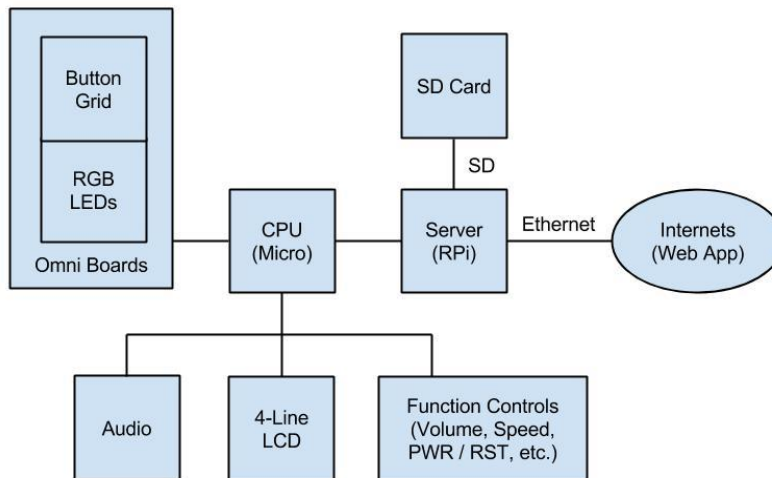 Button
Grid
RGB
LEDs
Omni Boards
CPU
(Micro)
SD Card
SD
Server
(RPi)
Ethernet
Internets
(Web App)
Audio
4-Line
LCD
Function Controls
(Volume, Speed,
PWR / RST, etc.)